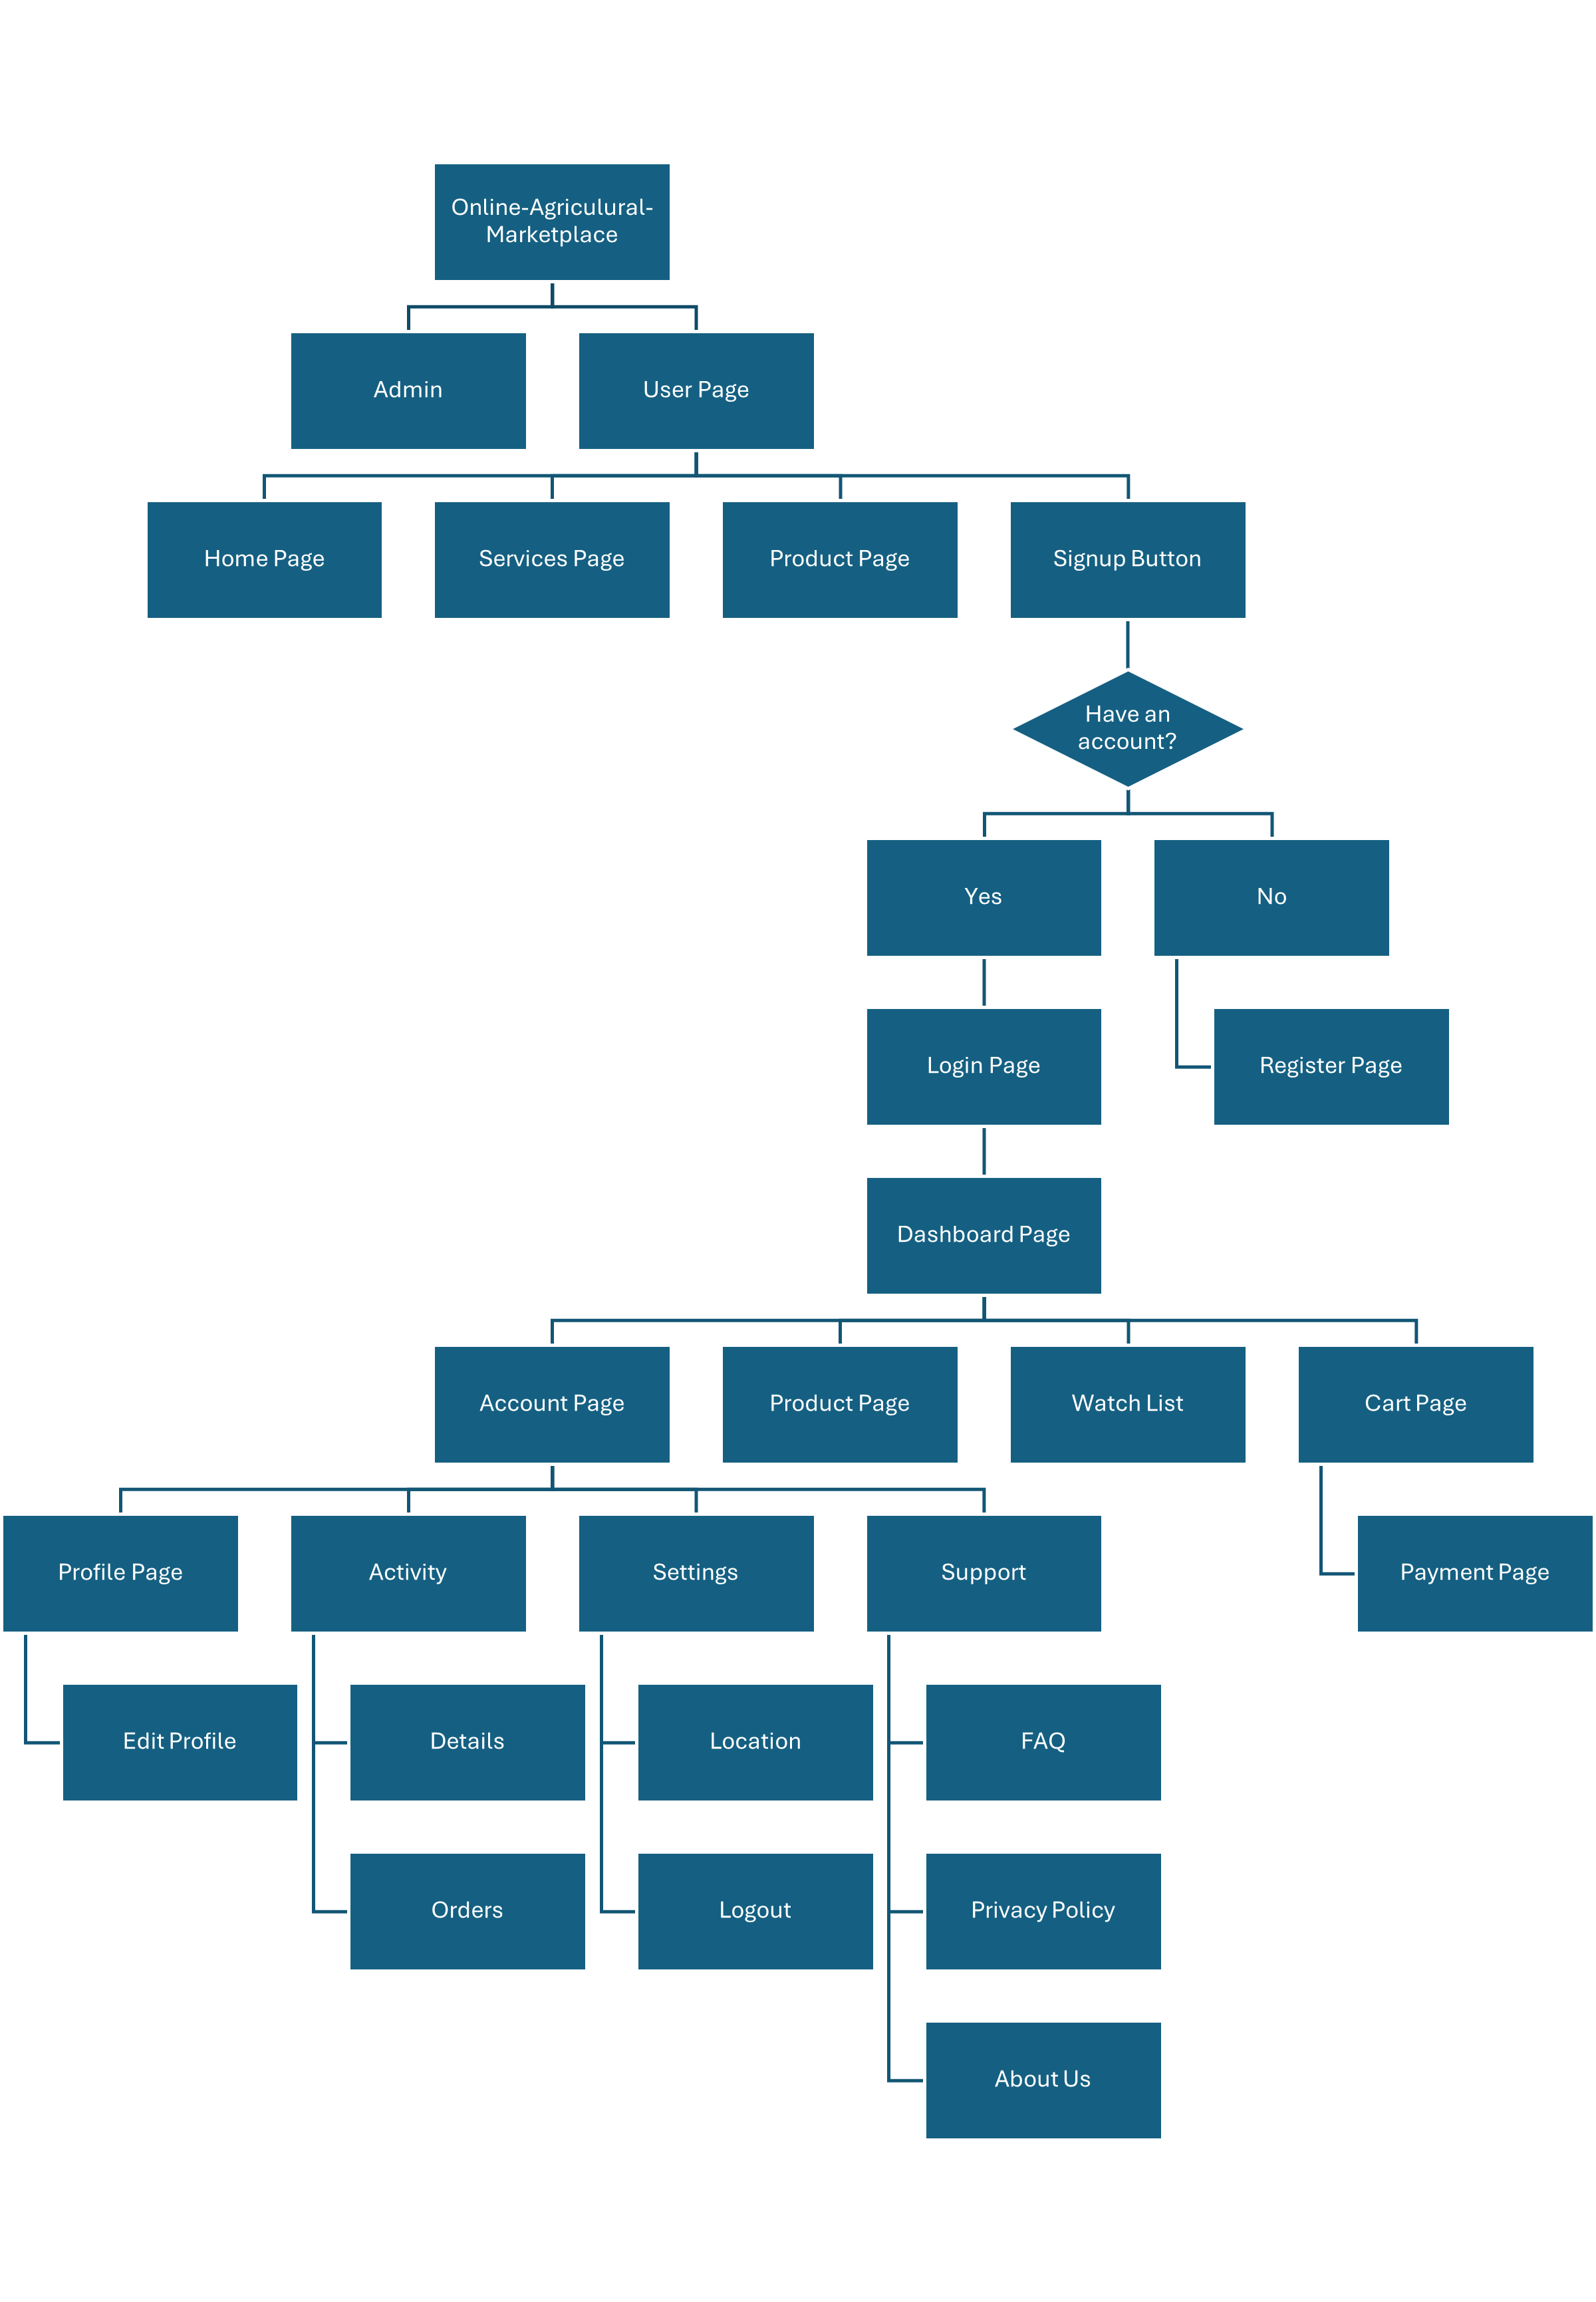 Online-Agriculural-
Marketplace
Admin
User Page
Home Page
Services Page
Product Page
Signup Button
Have an
account?
Yes
No
Login Page
Register Page
Dashboard Page
Account Page
Product Page
Watch List
Cart Page
Profile Page
Activity
Settings
Support
Payment Page
Edit Profile
Details
Location
FAQ
Orders
Logout
Privacy Policy
About Us